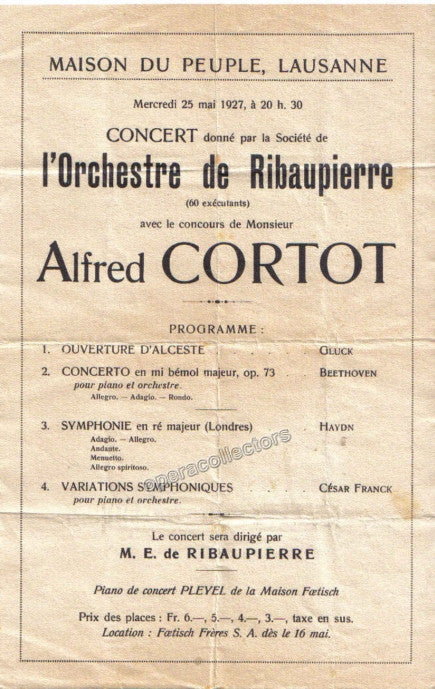 MAISON DU PEUPLE, LAUSANNE
Mercredi 25 mai 1927, à 20 h. 30
CONCERT donné par la Société de
l'Orchestre de Ribaupierre
(60 exécutants)
avec le concours de Monsieur
Alfred CORTOT
PROGRAMME :
1. OUVERTURE D'ALCESTE . . . . . GLUCK
2. CONCERTO en mi bémol majeur, op. 73 . BEETHOVEN
pour piano et orchestre.
Allegro. — Adagio. — Rondo.
3. SYMPHONIE en ré majeur (Londres) . . HAYDN
Adagio. — Allegro.
Andante.
Menuetto.
Allegro spiritoso.
operacollectors
4. VARIATIONS SYMPHONIQUES . . . CÉSAR FRANCK
pour piano et orchestre.
Le concert sera dirigé par
M. E. de RIBAUPIERRE
Piano de concert PLEYEL de la Maison Fœtisch
Prix des places : Fr. 6.—, 5.—, 4.—, 3.—, taxe en sus.
Location : Fœtisch Frères S. A. dès le 16 mai.